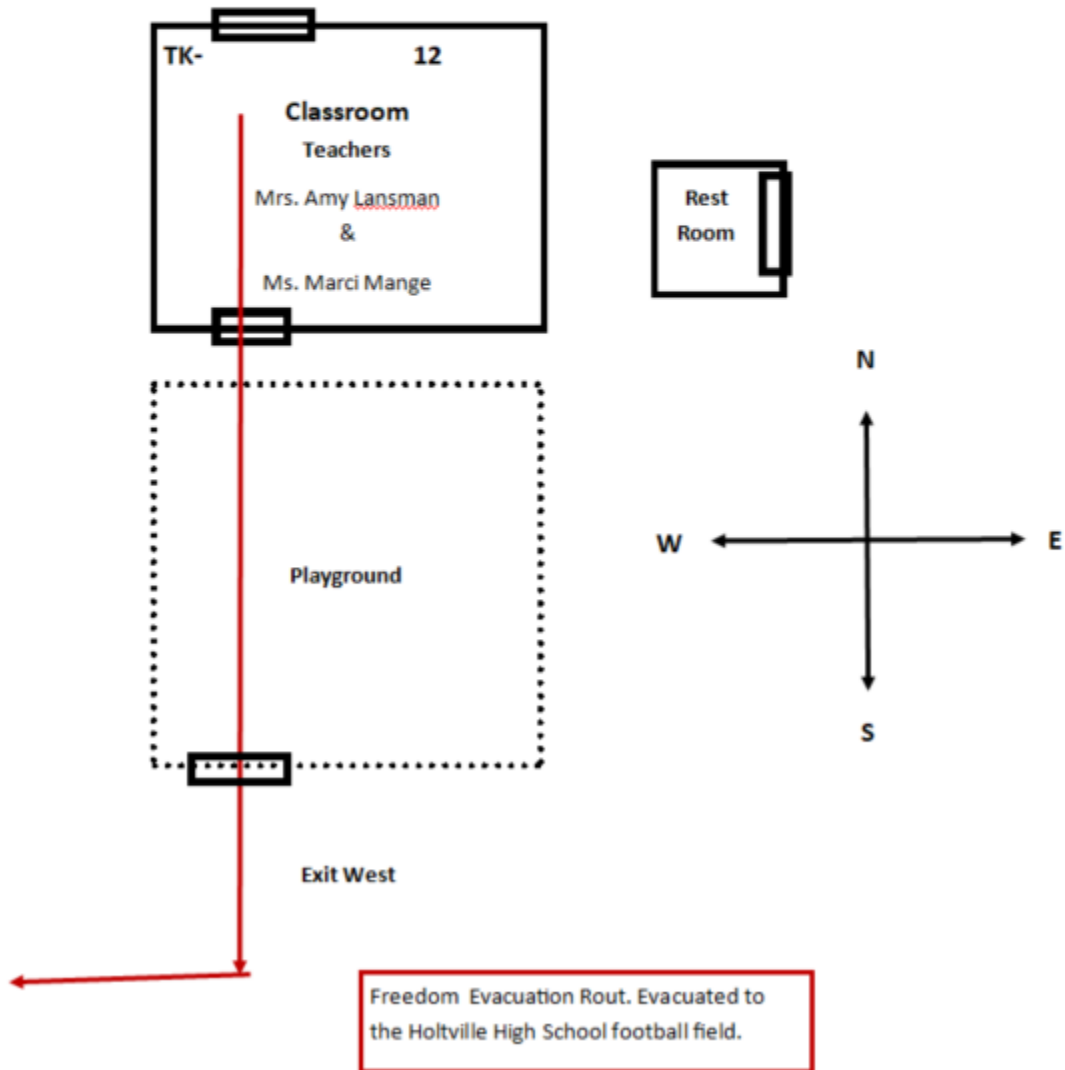 TK- 12
Classroom
Teachers
Mrs. Amy Lansman
&
Ms. Marci Mange
Rest
Room
N
W
E
S
Playground
Exit West
Freedom Evacuation Rout. Evacuated to
the Holtville High School football field.